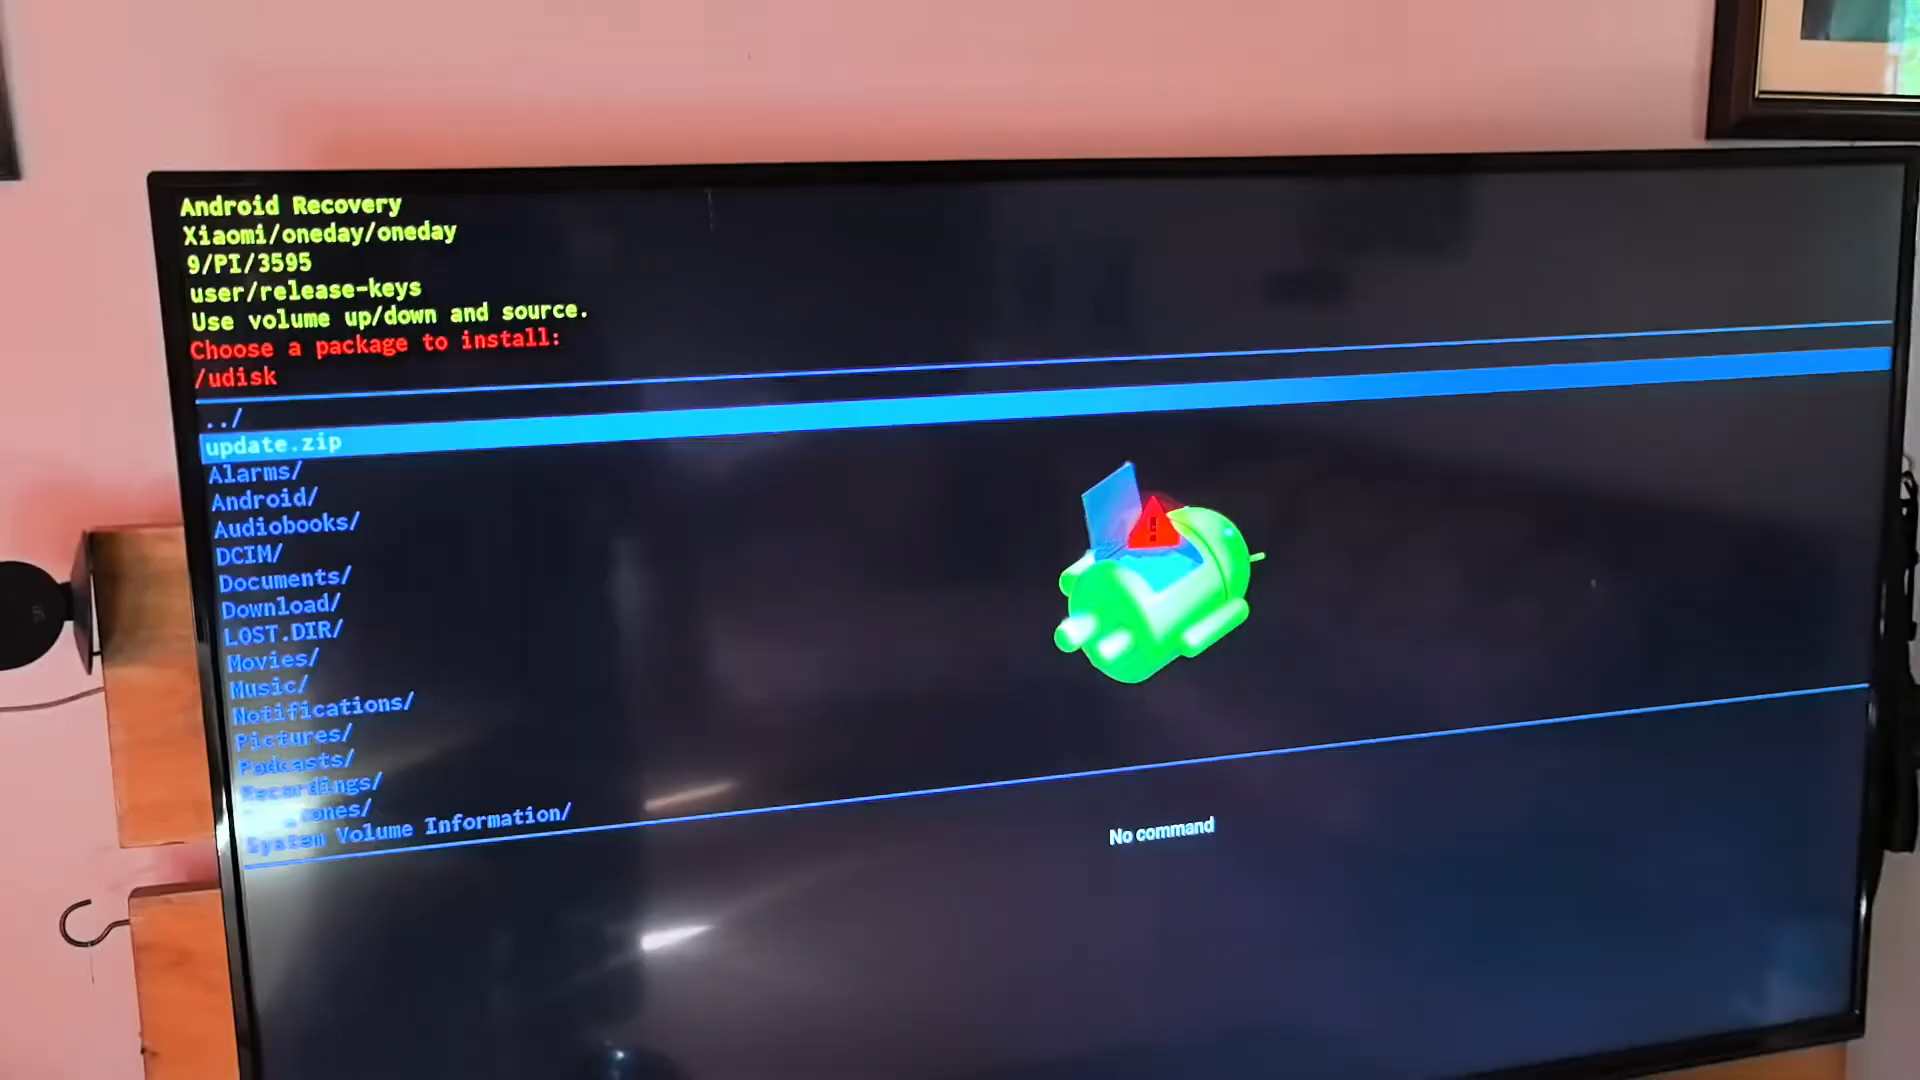 Android Recovery
Xiaomi/oneday/oneday
9/PI/3595
user/release-keys
Use volume up/down and source.
Choose a package to install:
/udisk
../
update.zip
Alarms/
Android/
Audiobooks/
DCIM/
Documents/
Download/
LOST.DIR/
Movies/
Music/
Notifications/
Pictures/
Podcasts/
Recordings/
System Volume Information/
No command